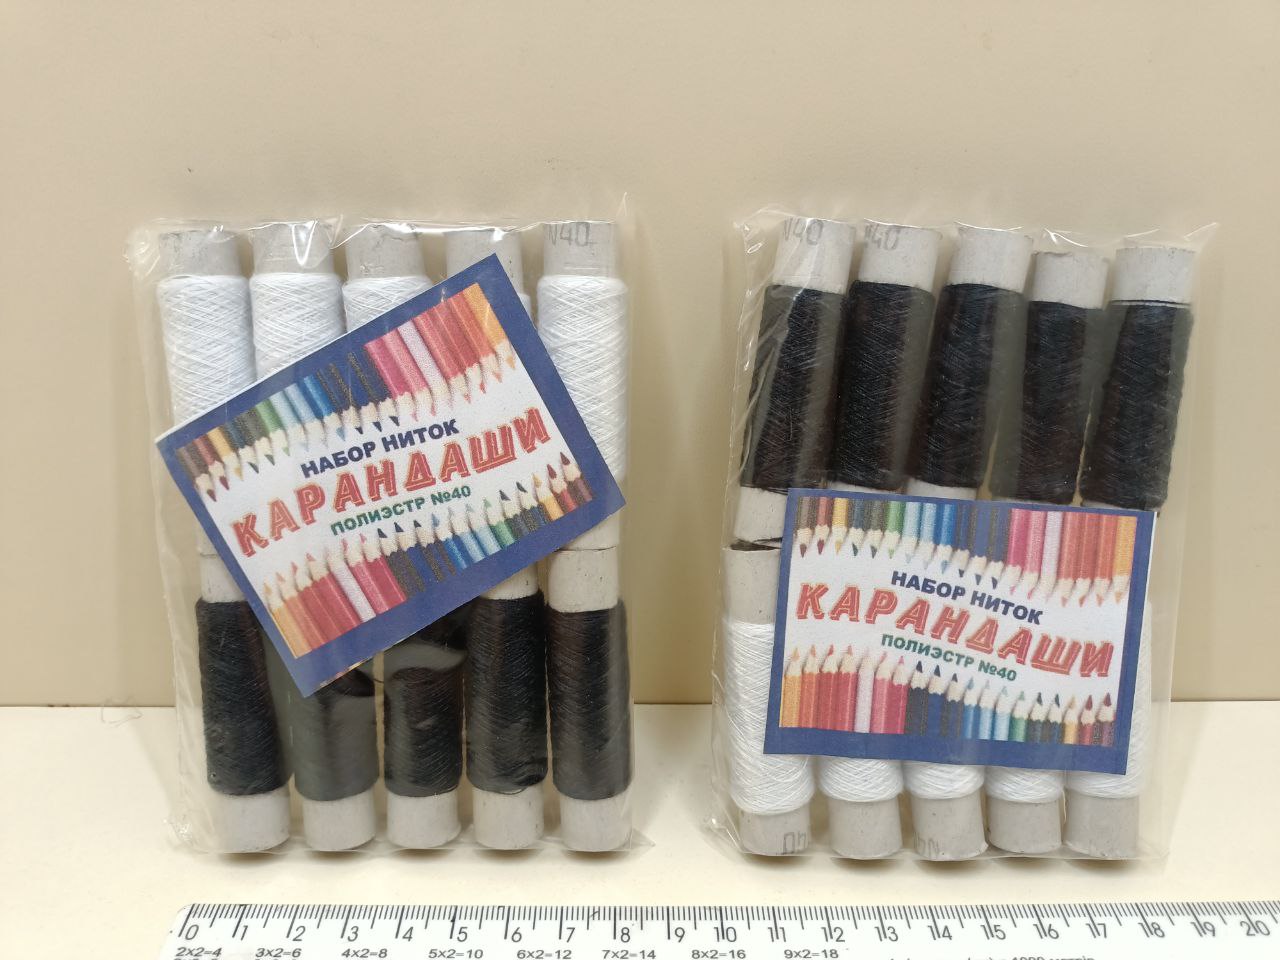 N40
НАБОР НИТОК
КАРАНДАШИ
ПОЛИЭСТР №40
N40
N40
НАБОР НИТОК
КАРАНДАШИ
ПОЛИЭСТР №40
40
0 1 2 3 4 5 6 7 8 9 10 11 12 13 14 15 16 17 18 19 20
2x2=4 3x2=6 4x2=8 5x2=10 6x2=12 7x2=14 8x2=16 9x2=18